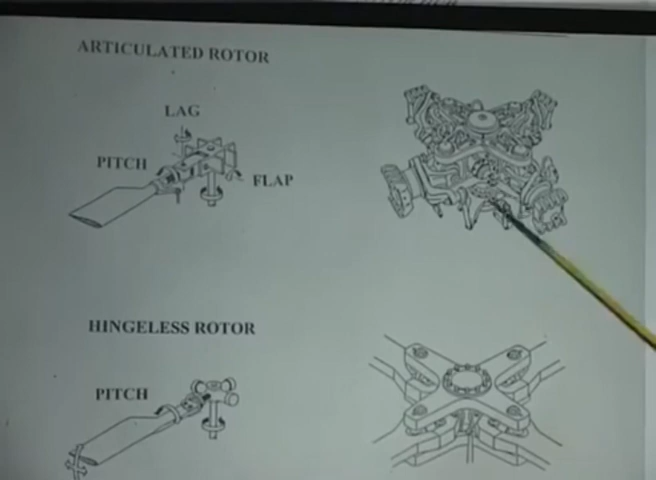 ARTICULATED ROTOR
LAG
PITCH
FLAP
HINGELESS ROTOR
PITCH